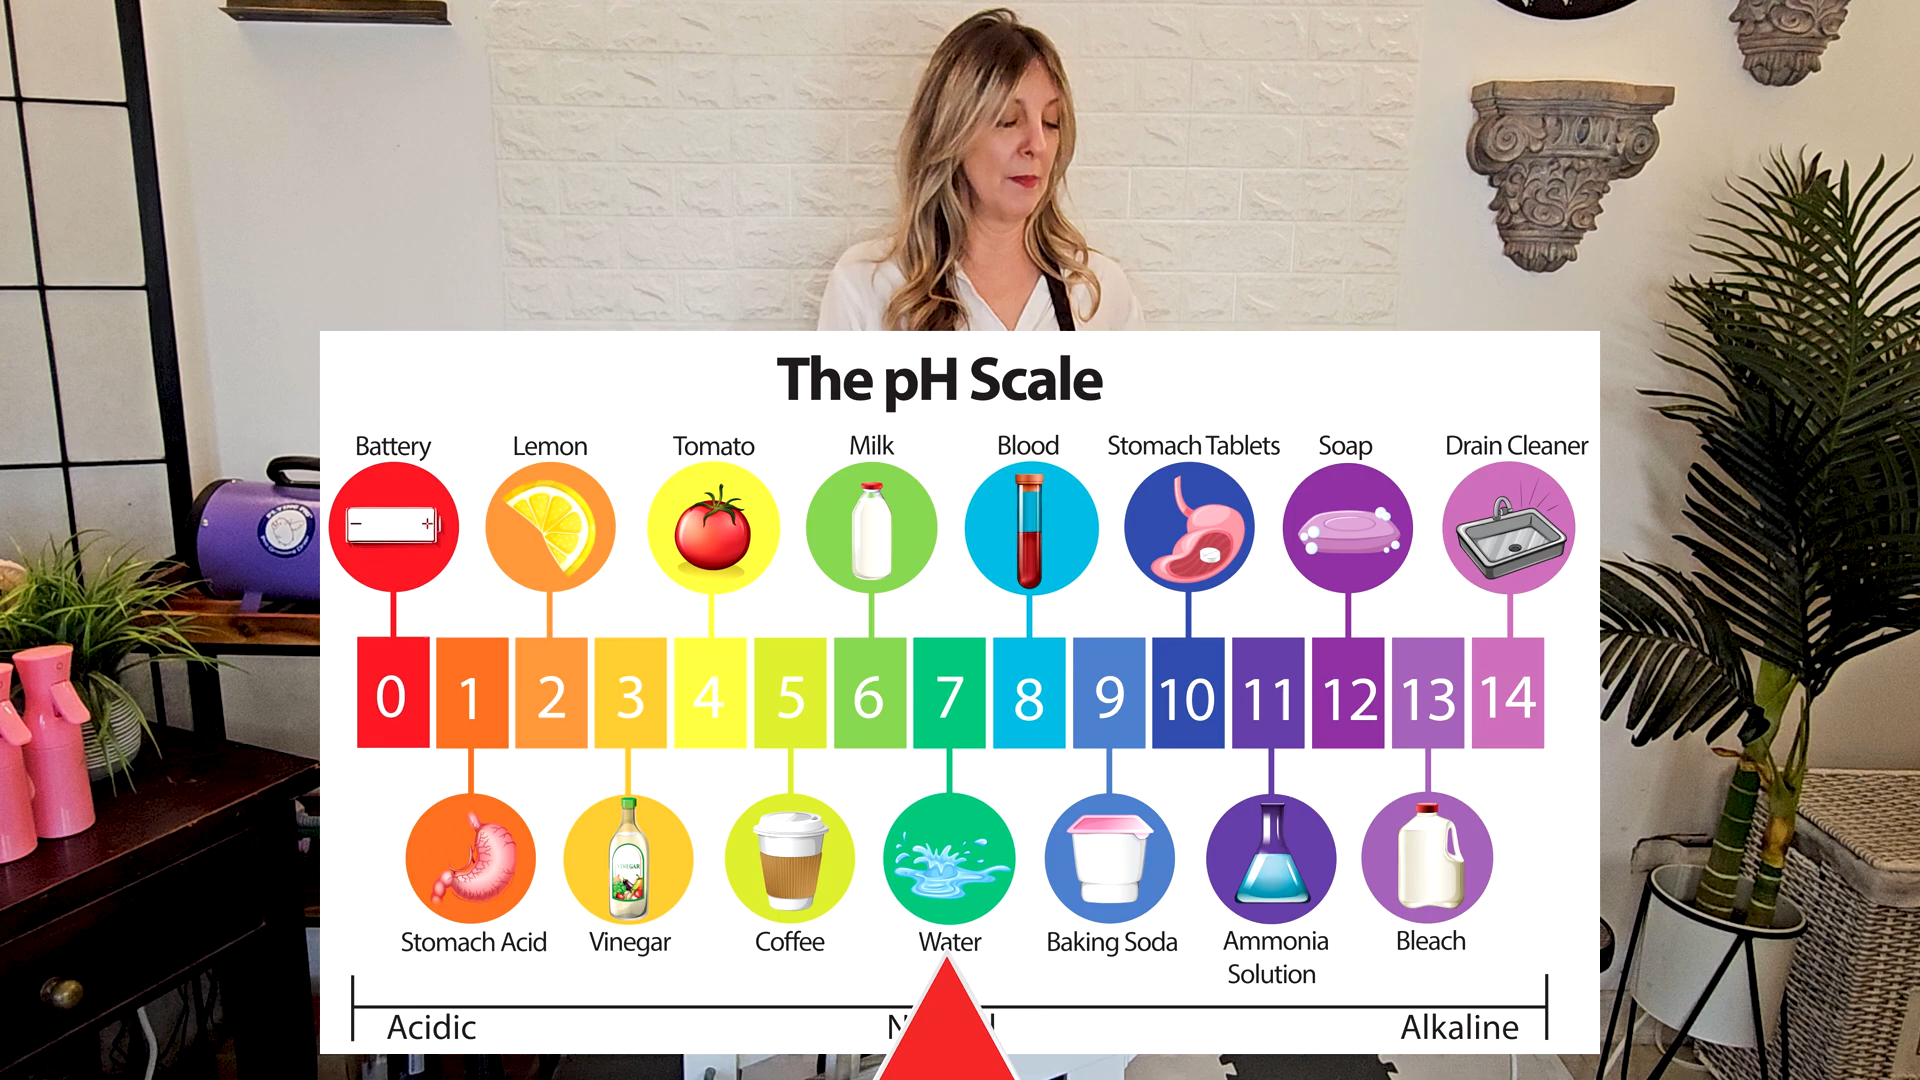 The pH Scale
Battery
Lemon
Tomato
Milk
Blood
Stomach Tablets
Soap
Drain Cleaner
0 1 2 3 4 5 6 7 8 9 10 11 12 13 14
VINEGAR
Stomach Acid
Vinegar
Coffee
Water
Baking Soda
Ammonia
Solution
Bleach
Acidic
Alkaline